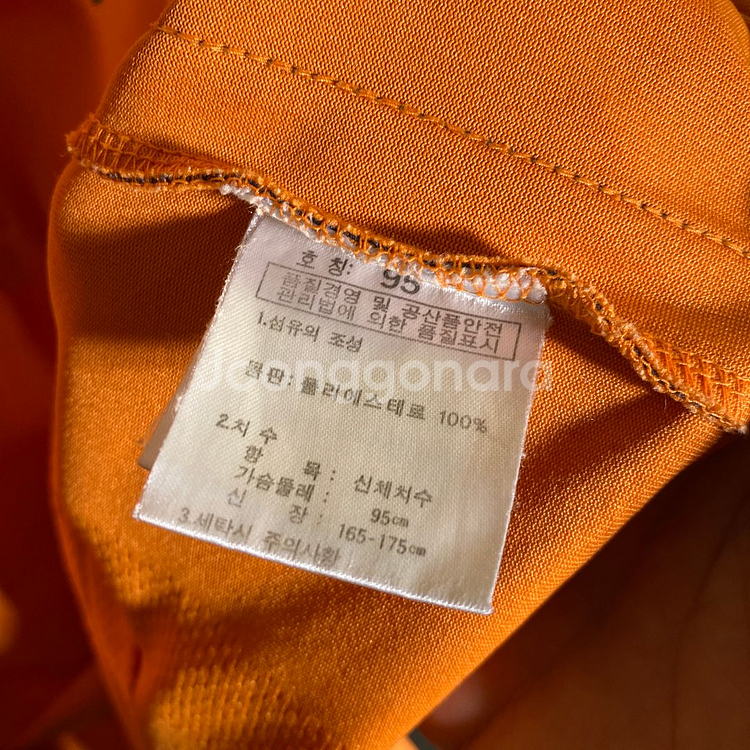 호 칭: 95
품질경영 및 공산품안전
관리법에 의한 품질표시
1.섬유의 조성
몸판: 폴리에스테르 100%
2.치 수
항 목 : 신체치수
가슴둘레 : 95cm
신 장 : 165-175cm
3.세탁시 주의사항
Joonagonara